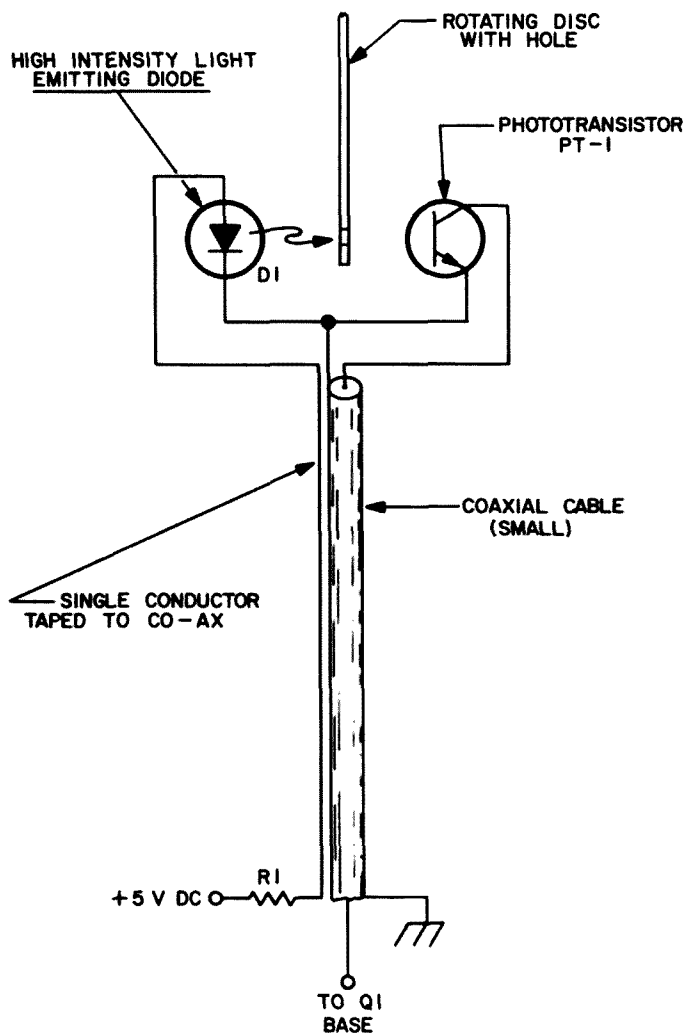 ROTATING DISC
WITH HOLE
HIGH INTENSITY LIGHT
EMITTING DIODE
PHOTOTRANSISTOR
PT-1
D1
COAXIAL CABLE
(SMALL)
SINGLE CONDUCTOR
TAPED TO CO-AX
R1
+5 V DC
TO Q1
BASE